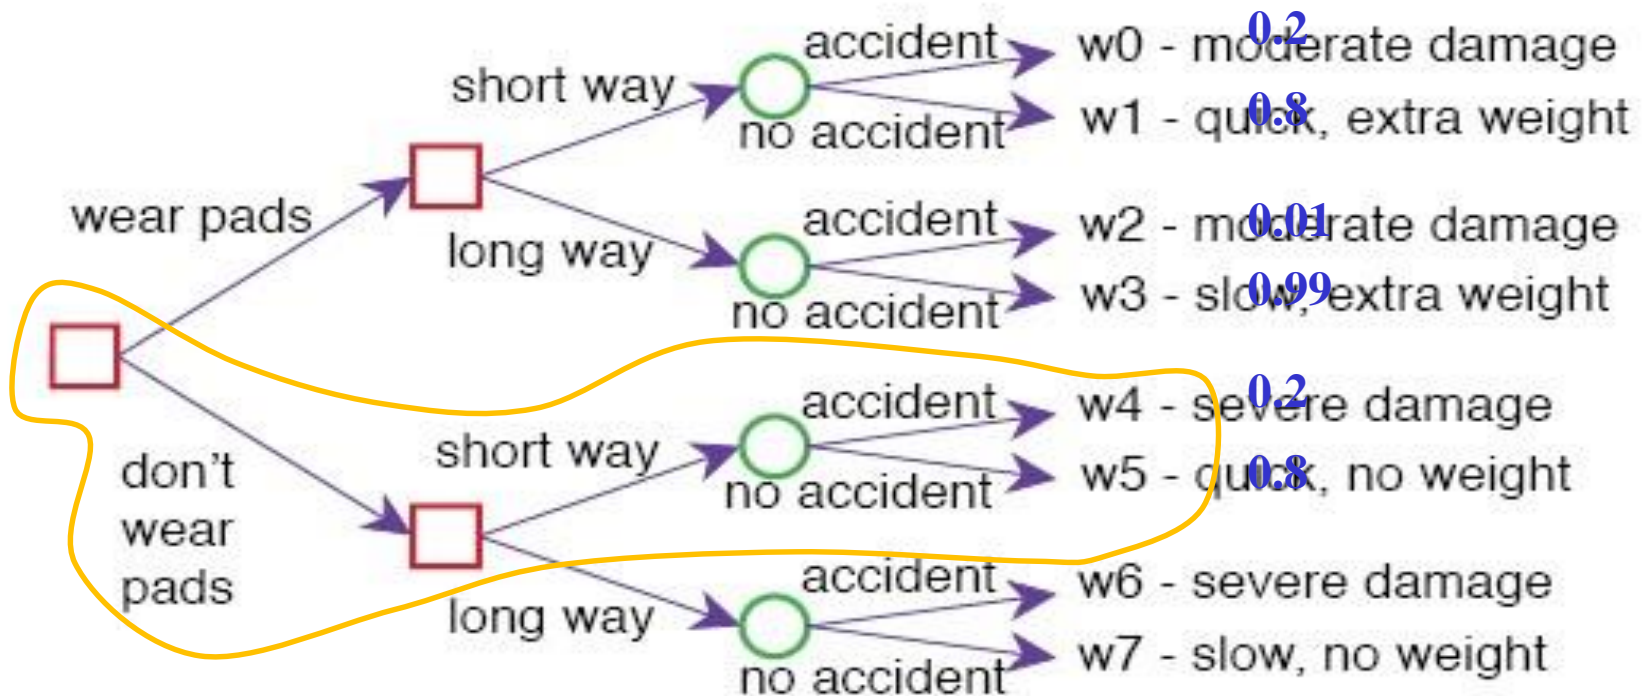 accident
w0 - moderate damage
0.2
short way
no accident
w1 - quick, extra weight
0.8
wear pads
long way
accident
w2 - moderate damage
0.01
no accident
w3 - slow, extra weight
0.99
don't
wear
pads
short way
accident
w4 - severe damage
0.2
no accident
w5 - quick, no weight
0.8
long way
accident
w6 - severe damage
no accident
w7 - slow, no weight